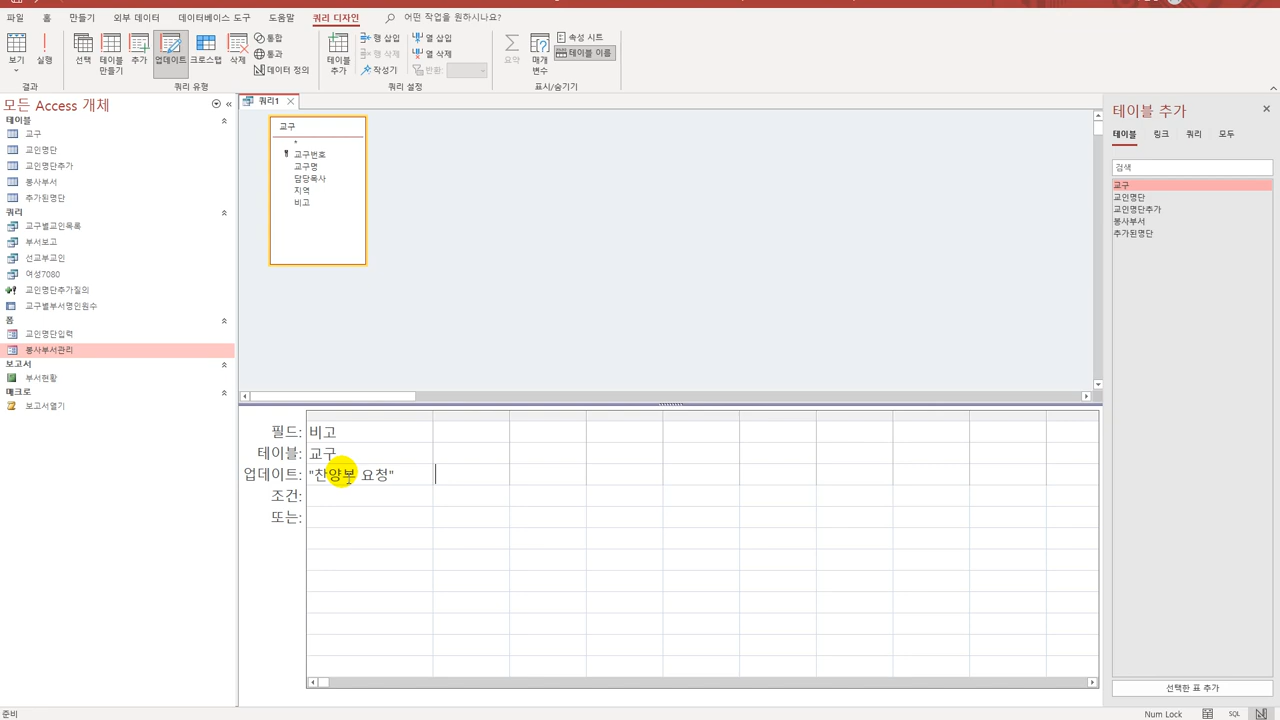 파일 홈 만들기 외부 데이터 데이터베이스 도구 도움말 쿼리 디자인 어떤 작업을 원하시나요?
보기 실행 선택 테이블 만들기 추가 업데이트 크로스탭 삭제 통합 통과 데이터 정의 테이블 추가 행 삽입 행 삭제 작성기 열 삽입 열 삭제 반환: 요약 매개 변수 속성 시트 테이블 이름
결과 쿼리 유형 쿼리 설정 표시/숨기기
모든 Access 개체
테이블
교구
교인명단
교인명단추가
봉사부서
추가된명단
쿼리
교구별교인목록
부서보고
선교부교인
여성7080
교인명단추가질의
교구별부서명인원수
폼
교인명단입력
봉사부서관리
보고서
부서현황
매크로
보고서열기
쿼리1
교구
*
교구번호
교구명
담당목사
지역
비고
필드: 비고
테이블: 교구
업데이트: "찬양봉 요청"
조건:
또는:
테이블 추가
테이블 링크 쿼리 모두
검색
교구
교인명단
교인명단추가
봉사부서
추가된명단
선택한 표 추가
준비
Num Lock
SQL